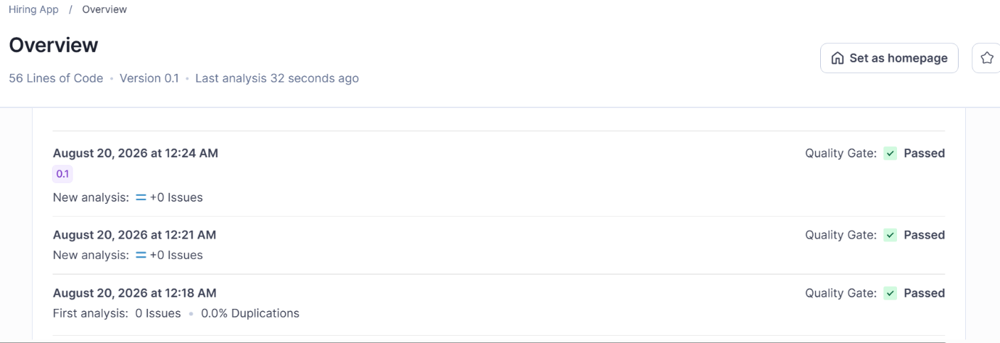 Hiring App / Overview
Overview
Set as homepage
56 Lines of Code • Version 0.1 • Last analysis 32 seconds ago
August 20, 2026 at 12:24 AM Quality Gate: Passed
0.1
New analysis: +0 Issues
August 20, 2026 at 12:21 AM Quality Gate: Passed
New analysis: +0 Issues
August 20, 2026 at 12:18 AM Quality Gate: Passed
First analysis: 0 Issues • 0.0% Duplications